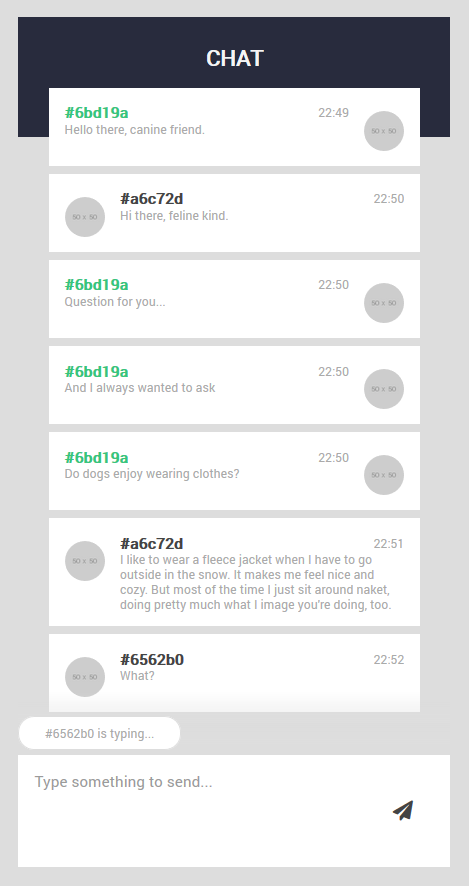 CHAT
#6bd19a 22:49
Hello there, canine friend.
50 x 50
#a6c72d 22:50
50 x 50
Hi there, feline kind.
#6bd19a 22:50
Question for you...
50 x 50
#6bd19a 22:50
And I always wanted to ask
50 x 50
#6bd19a 22:50
Do dogs enjoy wearing clothes?
50 x 50
#a6c72d 22:51
50 x 50
I like to wear a fleece jacket when I have to go
outside in the snow. It makes me feel nice and
cozy. But most of the time I just sit around naket,
doing pretty much what I image you're doing, too.
#6562b0 22:52
50 x 50
What?
#6562b0 is typing...
Type something to send...